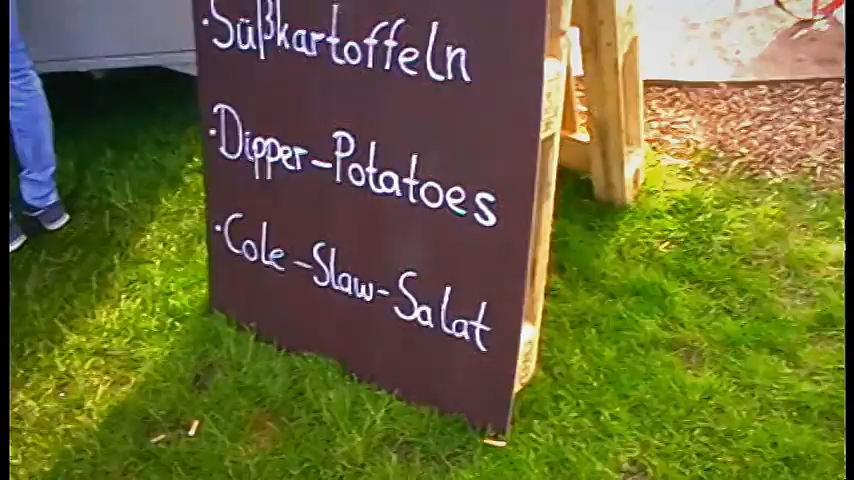 · Süßkartoffeln
· Dipper-Potatoes
· Cole-Slaw-Salat